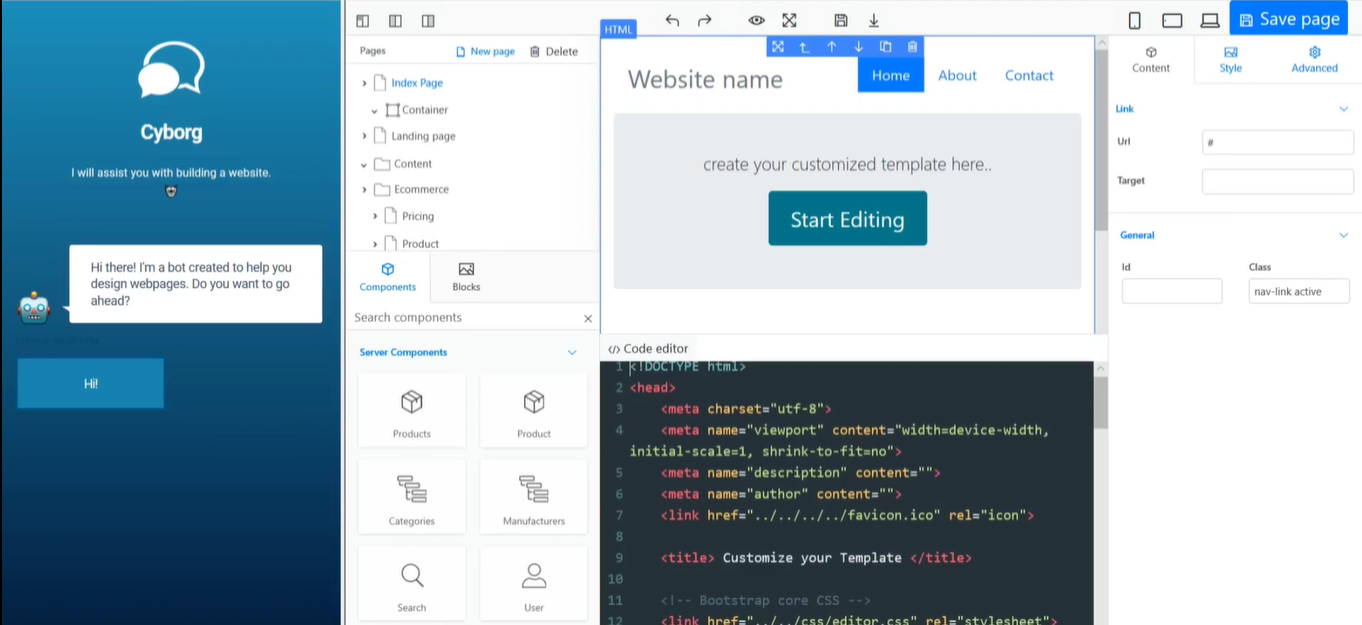 Cyborg
I will assist you with building a website.
Hi there! I'm a bot created to help you
design webpages. Do you want to go
ahead?
Hi!
Save page
Pages
New page
Delete
Index Page
Container
Landing page
Content
Ecommerce
Pricing
Product
Components
Blocks
Search components
Server Components
Products
Product
Categories
Manufacturers
Search
User
HTML
Website name
Home
About
Contact
create your customized template here..
Start Editing
</> Code editor
1 <!DOCTYPE html>
2 <head>
3 <meta charset="utf-8">
4 <meta name="viewport" content="width=device-width,
initial-scale=1, shrink-to-fit=no">
5 <meta name="description" content="">
6 <meta name="author" content="">
7 <link href="../../../../favicon.ico" rel="icon">
8
9 <title> Customize your Template </title>
10
11 <!-- Bootstrap core CSS -->
12 <link href="../../css/editor.css" rel="stylesheet">
Content
Style
Advanced
Link
Url
#
Target
General
Id
Class
nav-link active